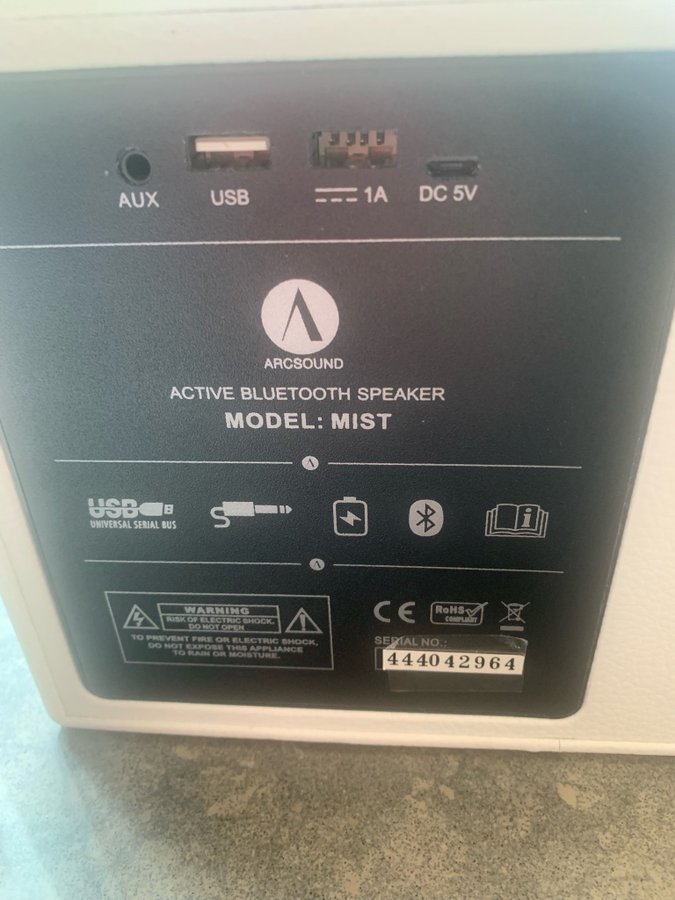 AUX USB 1A DC 5V
ARCSOUND
ACTIVE BLUETOOTH SPEAKER
MODEL: MIST
USB
UNIVERSAL SERIAL BUS
WARNING
RISK OF ELECTRIC SHOCK.
DO NOT OPEN
TO PREVENT FIRE OR ELECTRIC SHOCK,
DO NOT EXPOSE THIS APPLIANCE
TO RAIN OR MOISTURE.
CE
RoHS
COMPLIANT
SERIAL NO.:
444042964